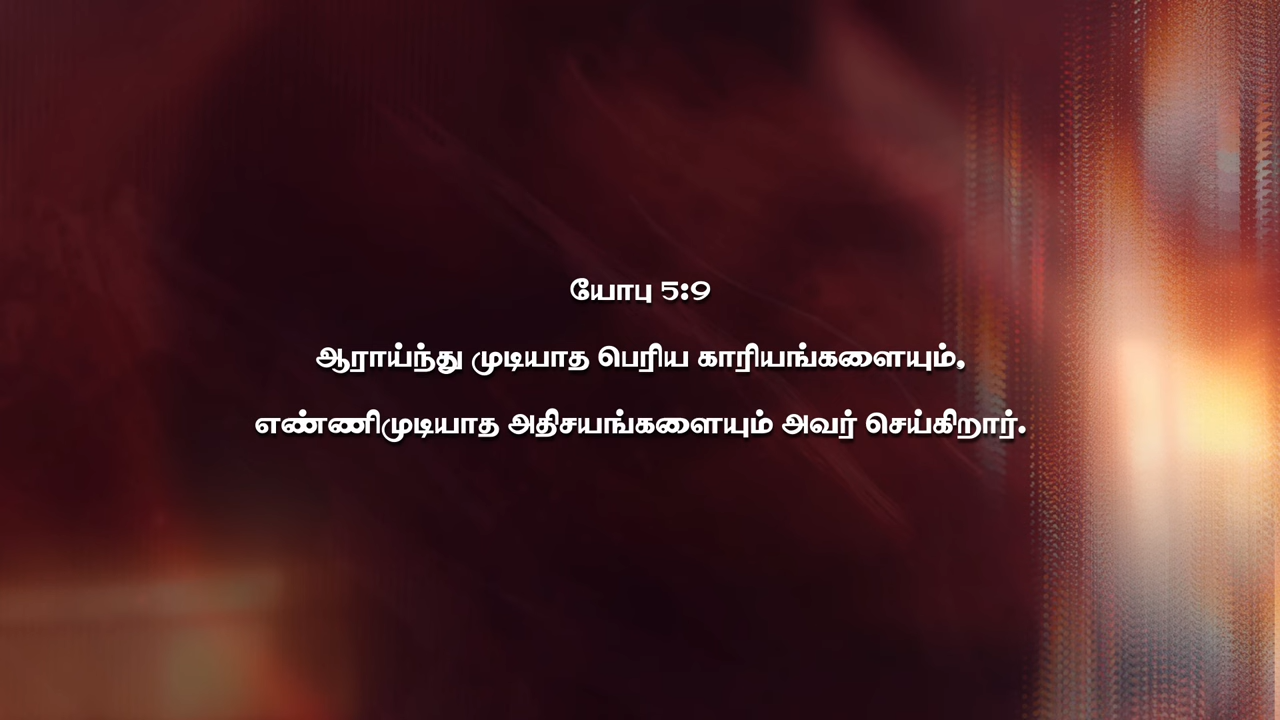 யோபு 5:9
ஆராய்ந்து முடியாத பெரிய காரியங்களையும்,
எண்ணிமுடியாத அதிசயங்களையும் அவர் செய்கிறார்.